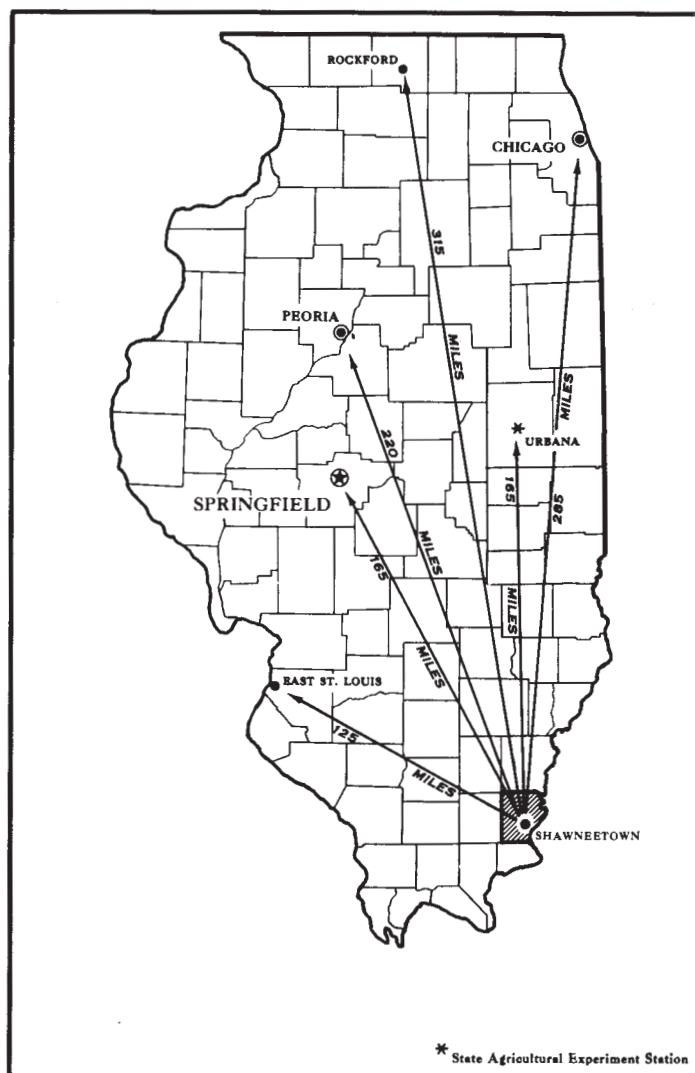 ROCKFORD
CHICAGO
315
MILES
PEORIA
MILES
220
* URBANA
165
285
SPRINGFIELD
MILES
165
MILES
MILES
EAST ST. LOUIS
125
MILES
SHAWNEETOWN
* State Agricultural Experiment Station